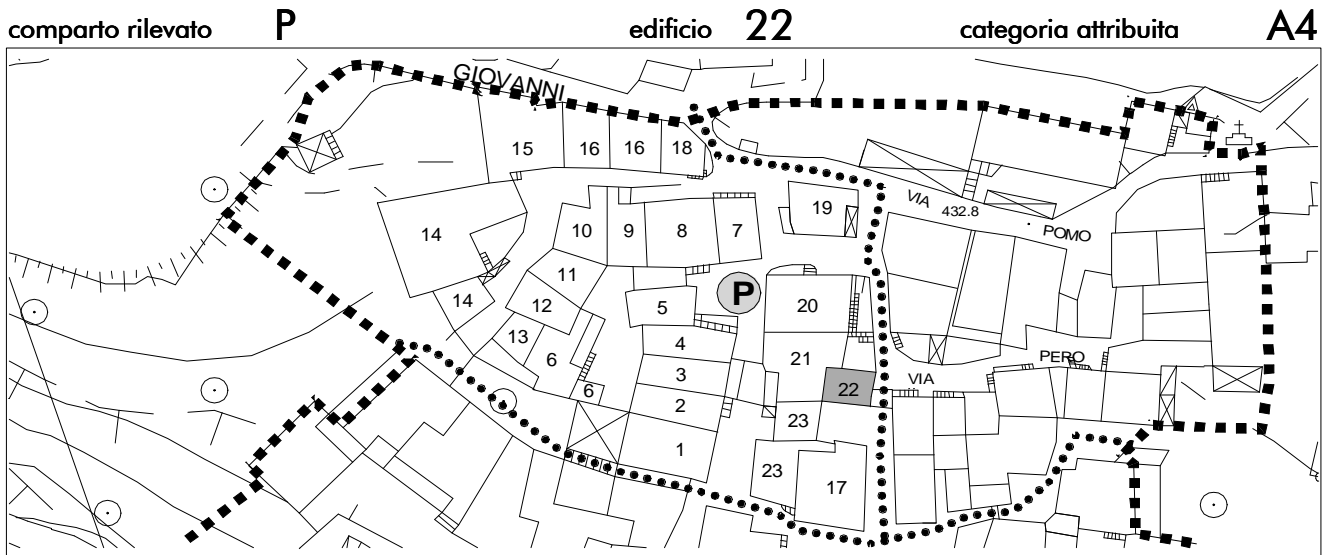 comparto rilevato P edificio 22 categoria attribuita A4
GIOVANNI
15 16 16 18
14 10 9 8 7 19 VIA 432.8 POMO
11
14 12 5 P 20
13 6 4 21 PERO
3 VIA
6 2 22
1 23
23 17